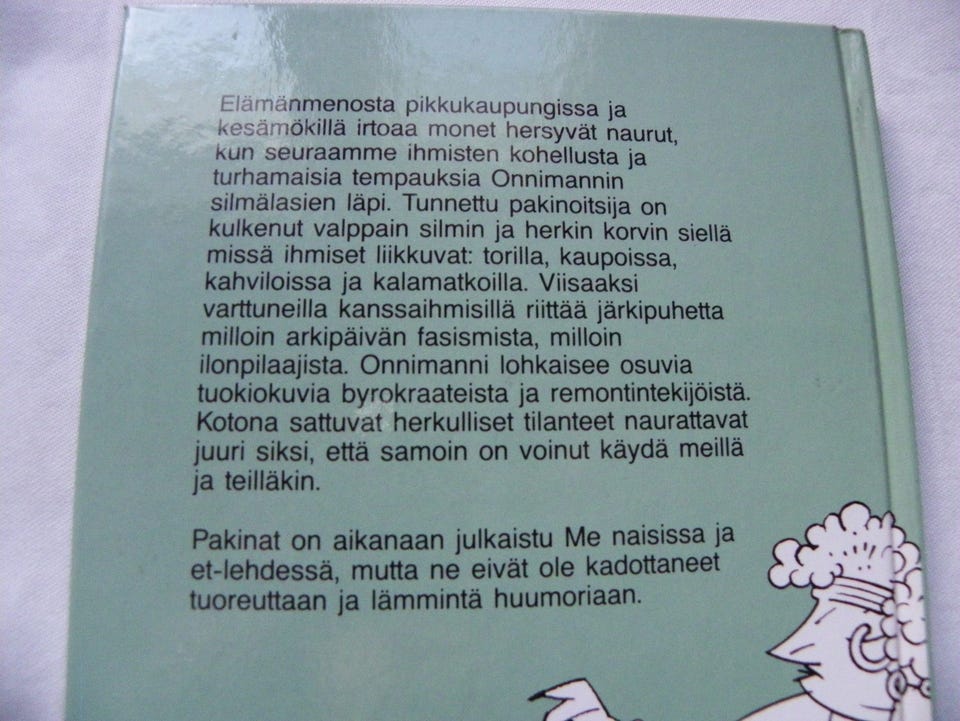 Elämänmenosta pikkukaupungissa ja
kesämökillä irtoaa monet hersyvät naurut,
kun seuraamme ihmisten kohellusta ja
turhamaisia tempauksia Onnimannin
silmälasien läpi. Tunnettu pakinoitsija on
kulkenut valppain silmin ja herkin korvin siellä
missä ihmiset liikkuvat: torilla, kaupoissa,
kahviloissa ja kalamatkoilla. Viisaaksi
varttuneilla kanssaihmisillä riittää järkipuhetta
milloin arkipäivän fasismista, milloin
ilonpilaajista. Onnimanni lohkaisee osuvia
tuokiokuvia byrokraateista ja remontintekijöistä.
Kotona sattuvat herkulliset tilanteet naurattavat
juuri siksi, että samoin on voinut käydä meillä
ja teilläkin.
Pakinat on aikanaan julkaistu Me naisissa ja
et-lehdessä, mutta ne eivät ole kadottaneet
tuoreuttaan ja lämmintä huumoriaan.